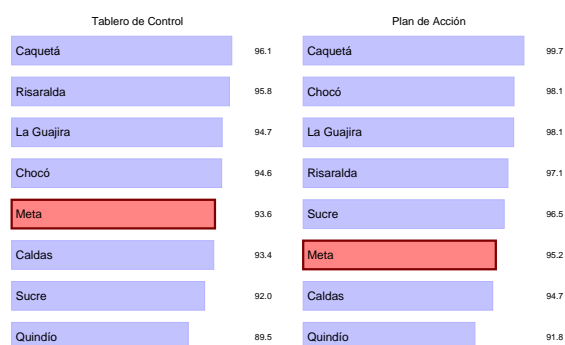 Tablero de Control
Caquetá 96.1
Risaralda 95.8
La Guajira 94.7
Chocó 94.6
Meta 93.6
Caldas 93.4
Sucre 92.0
Quindío 89.5
Plan de Acción
Caquetá 99.7
Chocó 98.1
La Guajira 98.1
Risaralda 97.1
Sucre 96.5
Meta 95.2
Caldas 94.7
Quindío 91.8